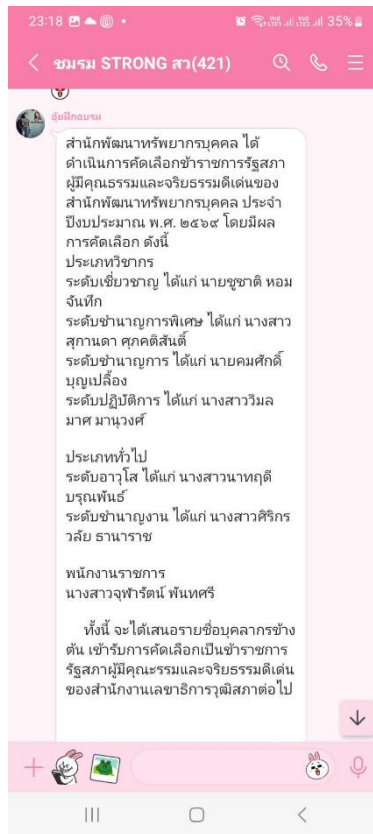 23:18
35%
ชมรม STRONG สว(421)
อุ๋ยฝึกอบรม
สำนักพัฒนาทรัพยากรบุคคล ได้
ดำเนินการคัดเลือกข้าราชการรัฐสภา
ผู้มีคุณธรรมและจริยธรรมดีเด่นของ
สำนักพัฒนาทรัพยากรบุคคล ประจำ
ปีงบประมาณ พ.ศ. ๒๕๖๙ โดยมีผล
การคัดเลือก ดังนี้
ประเภทวิชาการ
ระดับเชี่ยวชาญ ได้แก่ นายชูชาติ หอม
จันทึก
ระดับชำนาญการพิเศษ ได้แก่ นางสาว
สุกานดา ศุภคติสันติ์
ระดับชำนาญการ ได้แก่ นายคมศักดิ์
บุญเปลื้อง
ระดับปฏิบัติการ ได้แก่ นางสาววิมล
มาศ มานุวงศ์
ประเภททั่วไป
ระดับอาวุโส ได้แก่ นางสาวนาทฤดี
บรุณพันธ์
ระดับชำนาญงาน ได้แก่ นางสาวศิริกร
วลัย ธานาราช
พนักงานราชการ
นางสาวจุฬารัตน์ พันทศรี
ทั้งนี้ จะได้เสนอรายชื่อบุคลากรข้าง
ต้น เข้ารับการคัดเลือกเป็นข้าราชการ
รัฐสภาผู้มีคุณะรรมและจริยธรรมดีเด่น
ของสำนักงานเลขาธิการวุฒิสภาต่อไป